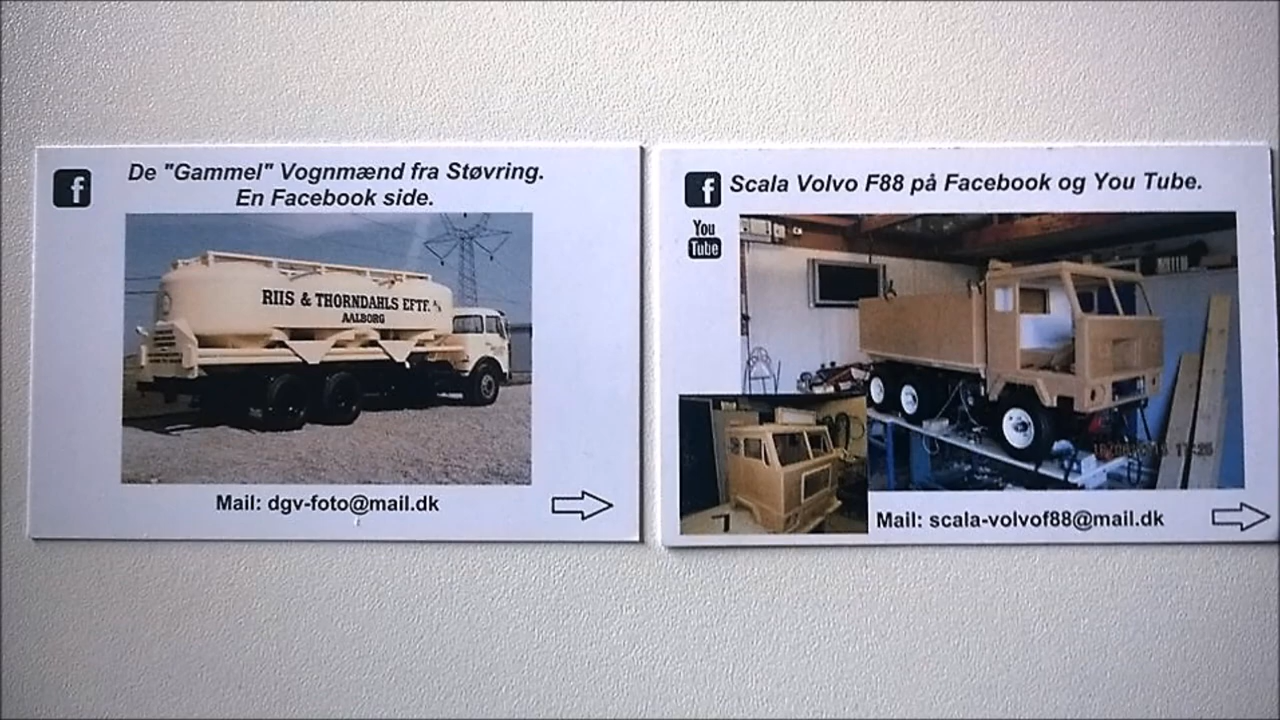 De "Gammel" Vognmænd fra Støvring.
En Facebook side.
RIIS & THORNDAHLS EFTF. A/S
AALBORG
Mail: dgv-foto@mail.dk
Scala Volvo F88 på Facebook og You Tube.
You
Tube
Mail: scala-volvof88@mail.dk